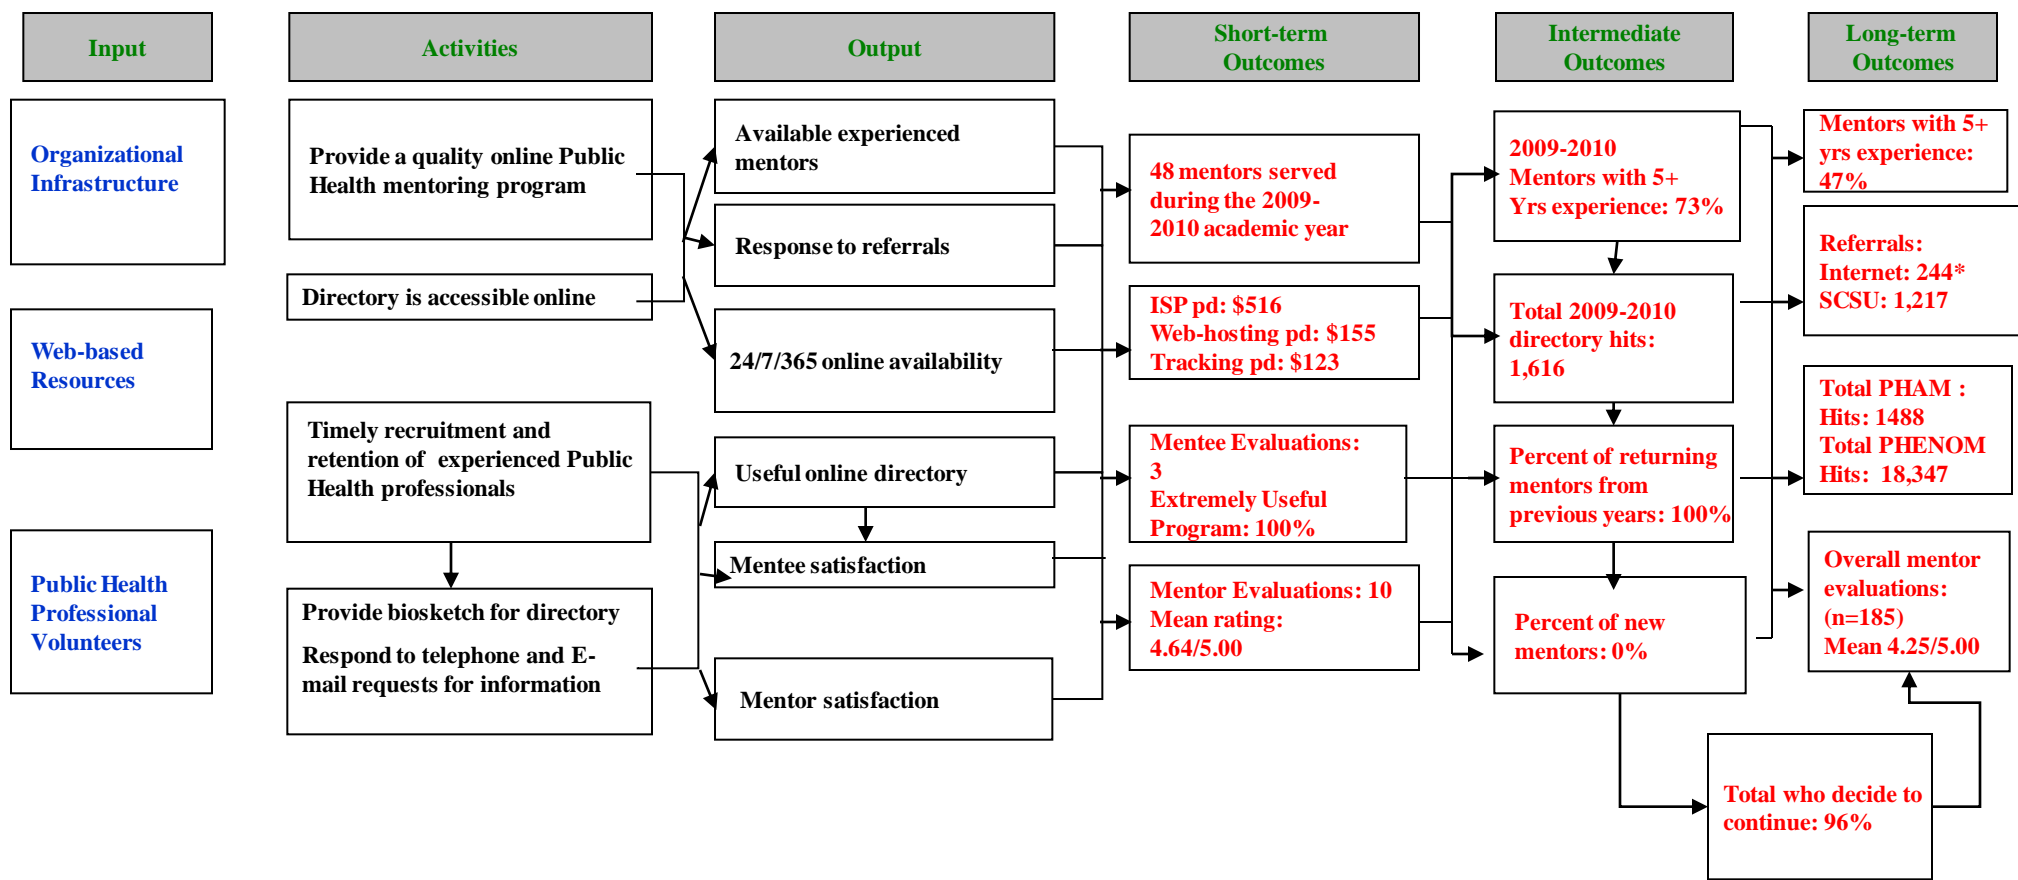 Input
Activities
Output
Short-term
Outcomes
Intermediate
Outcomes
Long-term
Outcomes
Organizational
Infrastructure
Web-based
Resources
Public Health
Professional
Volunteers
Provide a quality online Public
Health mentoring program
Directory is accessible online
Timely recruitment and
retention of experienced Public
Health professionals
Provide biosketch for directory
Respond to telephone and E-
mail requests for information
Available experienced
mentors
Response to referrals
24/7/365 online availability
Useful online directory
Mentee satisfaction
Mentor satisfaction
48 mentors served
during the 2009-
2010 academic year
ISP pd: $516
Web-hosting pd: $155
Tracking pd: $123
Mentee Evaluations:
3
Extremely Useful
Program: 100%
Mentor Evaluations: 10
Mean rating:
4.64/5.00
2009-2010
Mentors with 5+
Yrs experience: 73%
Total 2009-2010
directory hits:
1,616
Percent of returning
mentors from
previous years: 100%
Percent of new
mentors: 0%
Total who decide to
continue: 96%
Mentors with 5+
yrs experience:
47%
Referrals:
Internet: 244*
SCSU: 1,217
Total PHAM :
Hits: 1488
Total PHENOM
Hits: 18,347
Overall mentor
evaluations:
(n=185)
Mean 4.25/5.00